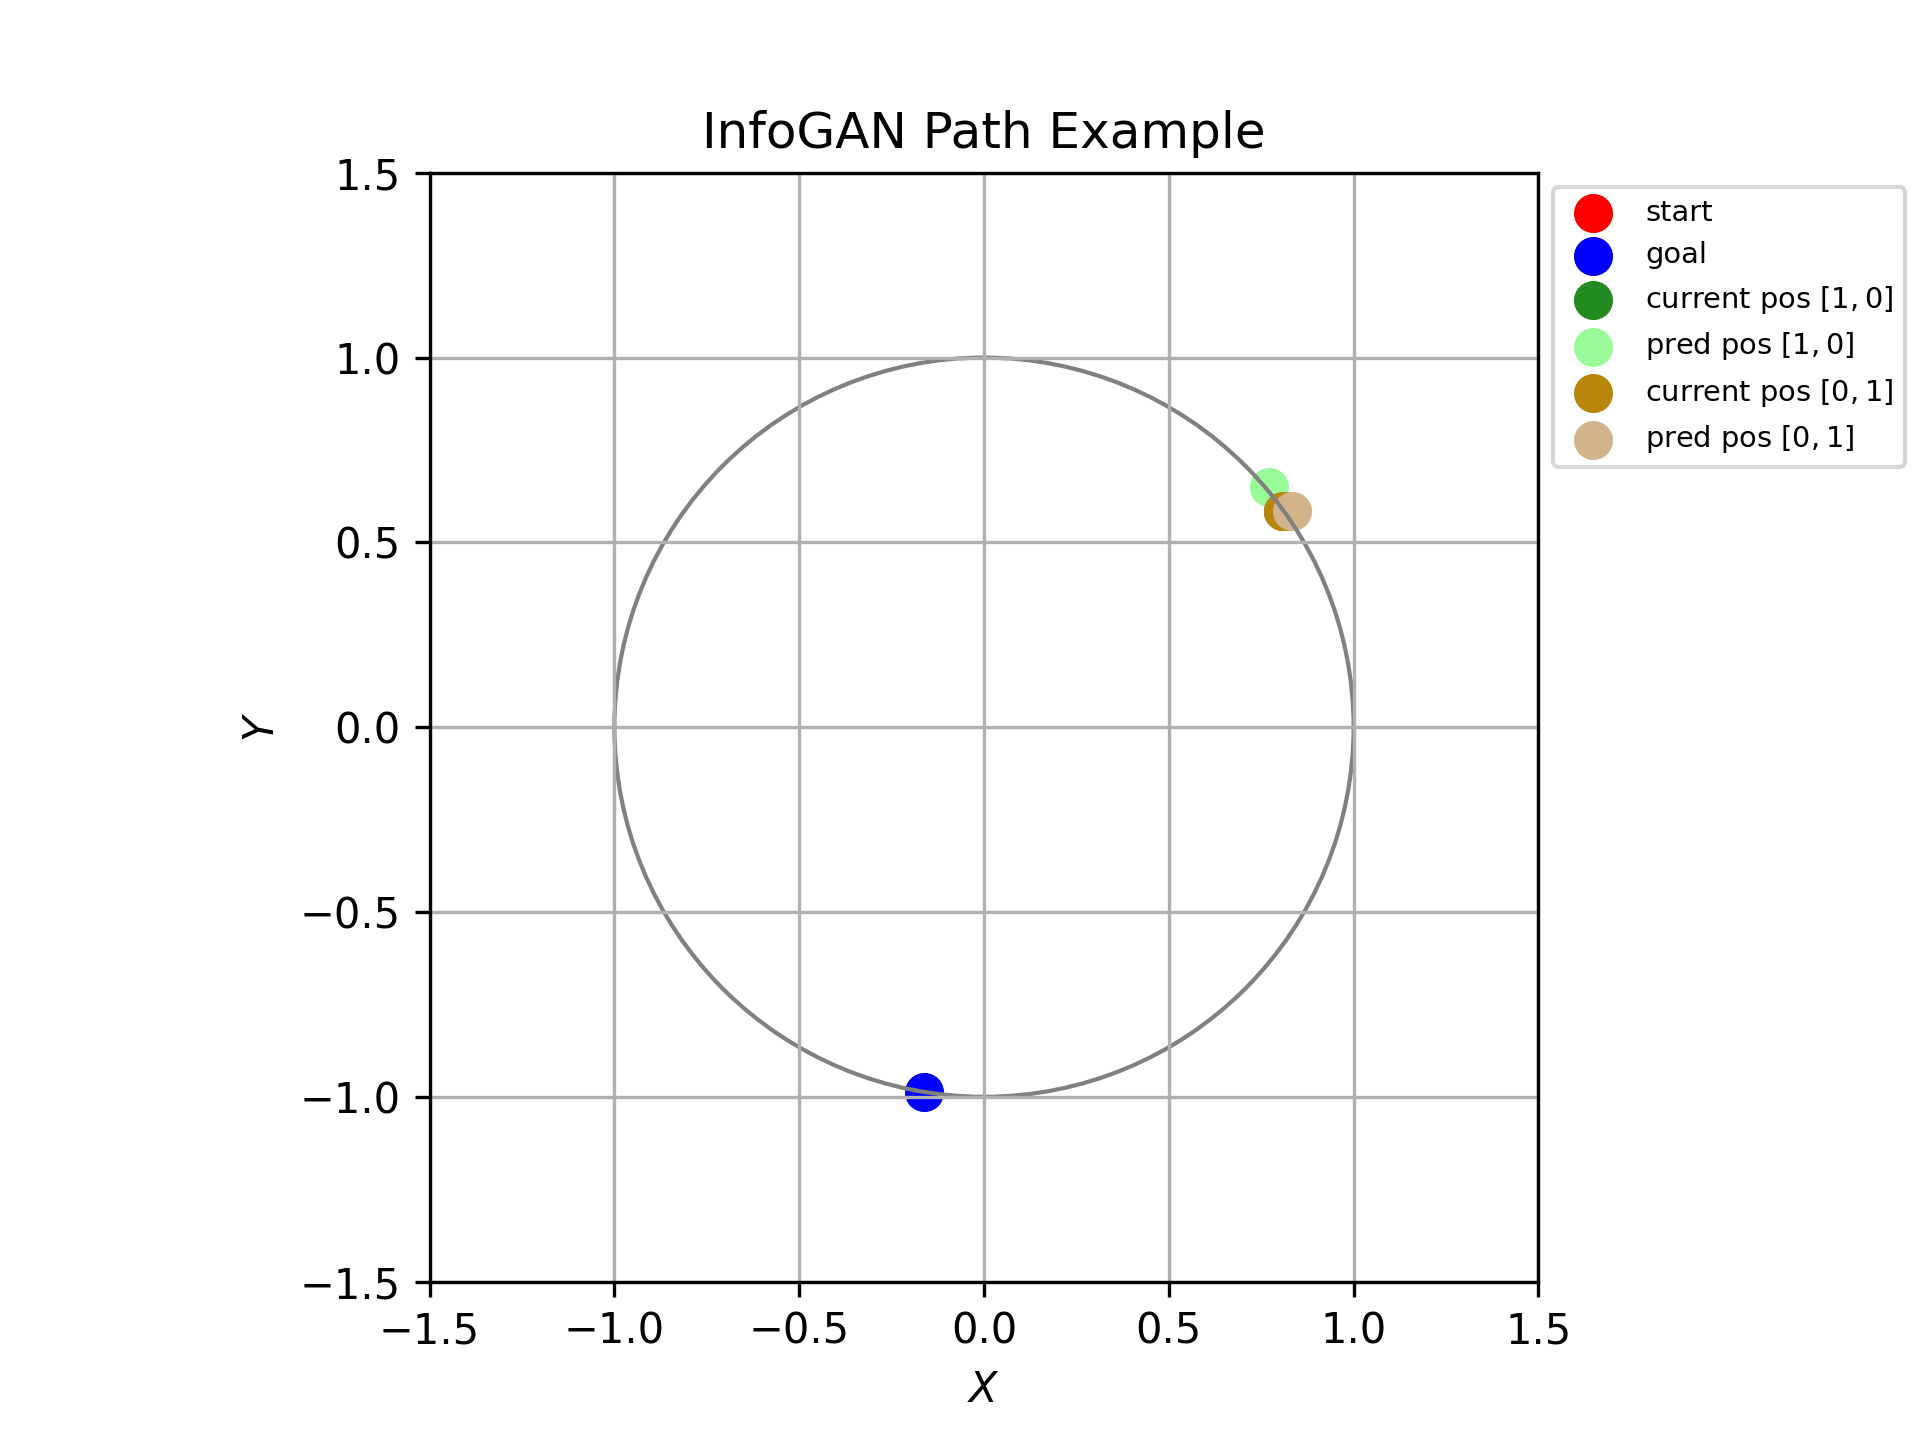 InfoGAN Path Example
1.5
1.0
0.5
0.0
−0.5
−1.0
−1.5
Y
−1.5 −1.0 −0.5 0.0 0.5 1.0 1.5
X
start
goal
current pos [1, 0]
pred pos [1, 0]
current pos [0, 1]
pred pos [0, 1]